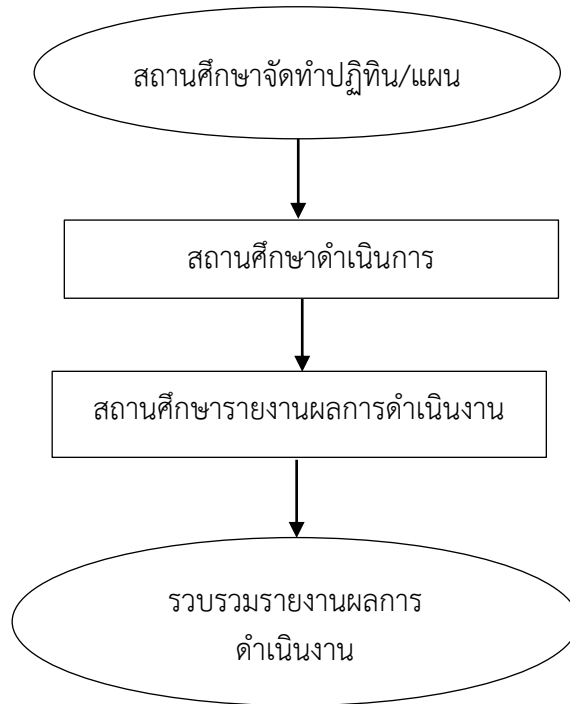 สถานศึกษาจัดทำปฏิทิน/แผน
สถานศึกษาดำเนินการ
สถานศึกษารายงานผลการดำเนินงาน
รวบรวมรายงานผลการ
ดำเนินงาน